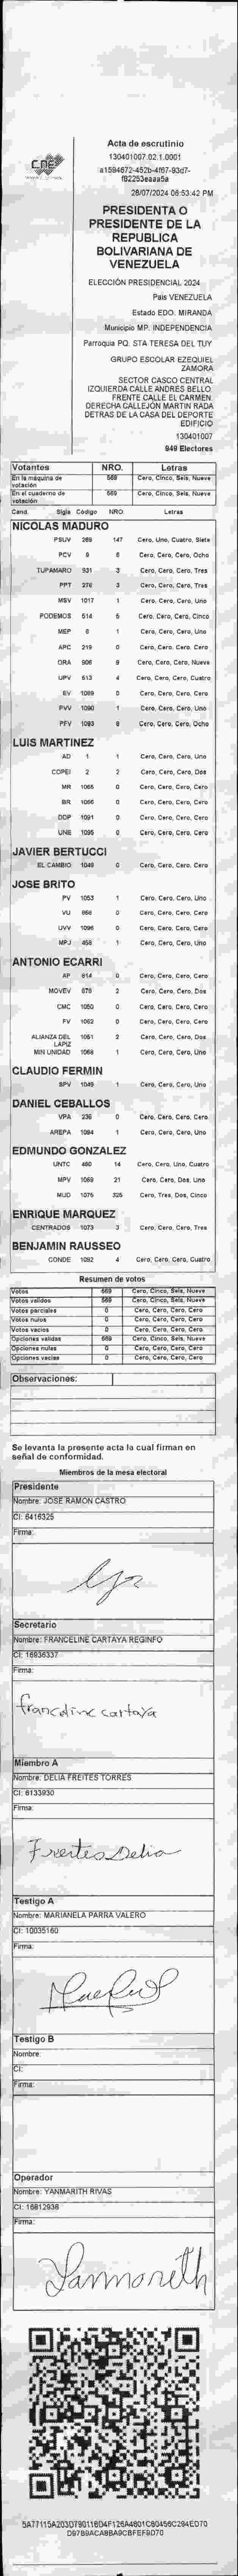 CNE
Acta de escrutinio
130401007.02.1.0001
28/07/2024 08:53:42 PM
PRESIDENTA O
PRESIDENTE DE LA
REPUBLICA
BOLIVARIANA DE
VENEZUELA
ELECCIÓN PRESIDENCIAL 2024
Pais VENEZUELA
Estado EDO. MIRANDA
Municipio MP. INDEPENDENCIA
Parroquia PQ. STA TERESA DEL TUY
GRUPO ESCOLAR EZEQUIEL
ZAMORA
SECTOR CASCO CENTRAL
IZQUIERDA CALLE ANDRES BELLO.
FRENTE CALLE EL CARMEN.
DERECHA CALLEJÓN MARTIN RADA
DETRAS DE LA CASA DEL DEPORTE
EDIFICIO
130401007
949 Electores
Votantes NRO. Letras
En la máquina de votación 569 Cero, Cinco, Seis, Nueve
En el cuaderno de votación 569 Cero, Cinco, Seis, Nueve
Cand. Sigla Código NRO. Letras
NICOLAS MADURO
PSUV 269 147 Cero, Uno, Cuatro, Siete
PCV 9 8 Cero, Cero, Cero, Ocho
TUPAMARO 931 3 Cero, Cero, Cero, Tres
PPT 276 3 Cero, Cero, Cero, Tres
MSV 1017 1 Cero, Cero, Cero, Uno
PODEMOS 514 5 Cero, Cero, Cero, Cinco
MEP 6 1 Cero, Cero, Cero, Uno
APC 219 0 Cero, Cero, Cero, Cero
ORA 906 9 Cero, Cero, Cero, Nueve
UPV 513 4 Cero, Cero, Cero, Cuatro
EV 1089 0 Cero, Cero, Cero, Cero
PVV 1090 1 Cero, Cero, Cero, Uno
PFV 1093 8 Cero, Cero, Cero, Ocho
LUIS MARTINEZ
AD 1 1 Cero, Cero, Cero, Uno
COPEI 2 2 Cero, Cero, Cero, Dos
MR 1065 0 Cero, Cero, Cero, Cero
BR 1066 0 Cero, Cero, Cero, Cero
DDP 1091 0 Cero, Cero, Cero, Cero
UNE 1095 0 Cero, Cero, Cero, Cero
JAVIER BERTUCCI
EL CAMBIO 1049 0 Cero, Cero, Cero, Cero
JOSE BRITO
PV 1053 1 Cero, Cero, Cero, Uno
VU 868 0 Cero, Cero, Cero, Cero
UVV 1096 0 Cero, Cero, Cero, Cero
MPJ 458 1 Cero, Cero, Cero, Uno
ANTONIO ECARRI
AP 814 0 Cero, Cero, Cero, Cero
MOVEV 878 2 Cero, Cero, Cero, Dos
CMC 1050 0 Cero, Cero, Cero, Cero
FV 1062 0 Cero, Cero, Cero, Cero
ALIANZA DEL LAPIZ 1051 2 Cero, Cero, Cero, Dos
MIN UNIDAD 1068 1 Cero, Cero, Cero, Uno
CLAUDIO FERMIN
SPV 1049 1 Cero, Cero, Cero, Uno
DANIEL CEBALLOS
VPA 236 0 Cero, Cero, Cero, Cero
AREPA 1094 1 Cero, Cero, Cero, Uno
EDMUNDO GONZALEZ
UNTC 480 14 Cero, Cero, Uno, Cuatro
MPV 1069 21 Cero, Cero, Dos, Uno
MUD 1075 325 Cero, Tres, Dos, Cinco
ENRIQUE MARQUEZ
CENTRADOS 1073 3 Cero, Cero, Cero, Tres
BENJAMIN RAUSSEO
CONDE 1092 4 Cero, Cero, Cero, Cuatro
Resumen de votos
Votos 569 Cero, Cinco, Seis, Nueve
Votos validos 569 Cero, Cinco, Seis, Nueve
Votos parciales 0 Cero, Cero, Cero, Cero
Votos nulos 0 Cero, Cero, Cero, Cero
Votos vacios 0 Cero, Cero, Cero, Cero
Opciones validas 569 Cero, Cinco, Seis, Nueve
Opciones nulas 0 Cero, Cero, Cero, Cero
Opciones vacias 0 Cero, Cero, Cero, Cero
Observaciones:
Se levanta la presente acta la cual firman en
señal de conformidad.
Miembros de la mesa electoral
Presidente
Nombre: JOSE RAMON CASTRO
CI: 6416325
Firma:
Secretario
Nombre: FRANCELINE CARTAYA REGINFO
CI: 16936337
Firma:
franceline cartaya
Miembro A
Nombre: DELIA FREITES TORRES
CI: 6133930
Firma:
Freites Delia
Testigo A
Nombre: MARIANELA PARRA VALERO
CI: 10035160
Firma:
Testigo B
Nombre:
CI:
Firma:
Operador
Nombre: YANMARITH RIVAS
CI: 16812938
Firma:
Yanmarith